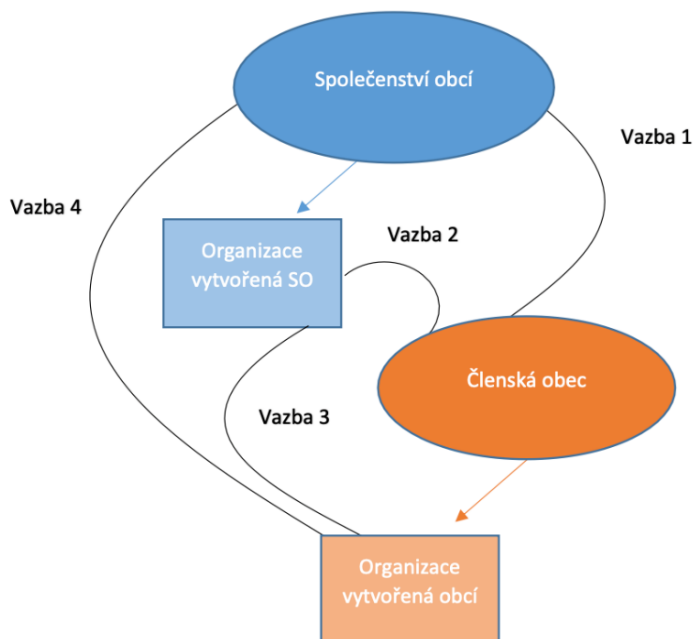 Společenství obcí
Vazba 1
Vazba 4
Vazba 2
Organizace
vytvořená SO
Členská obec
Vazba 3
Organizace
vytvořená obcí